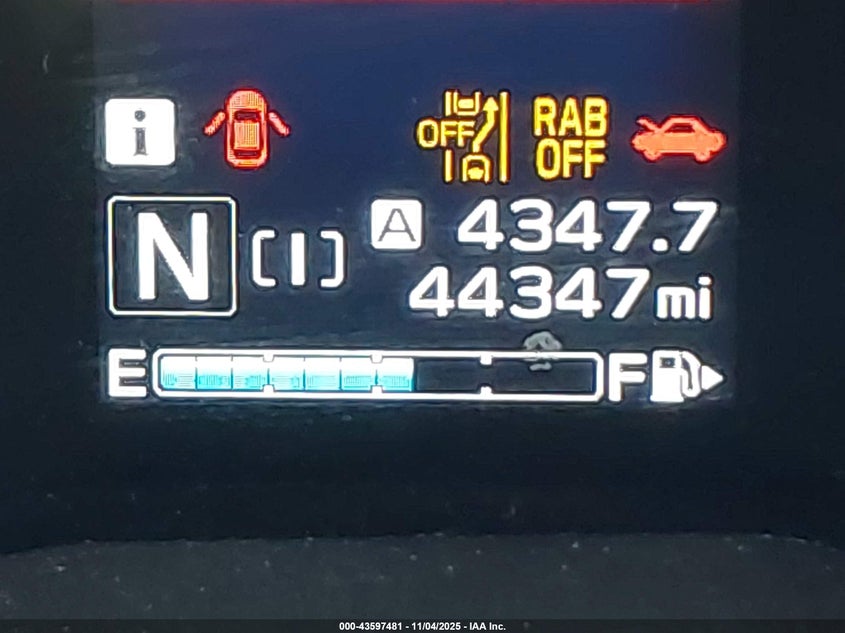 i
OFF
RAB
OFF
N
A 4347.7
44347 mi
E F
000-43597481 - 11/04/2025 - IAA Inc.